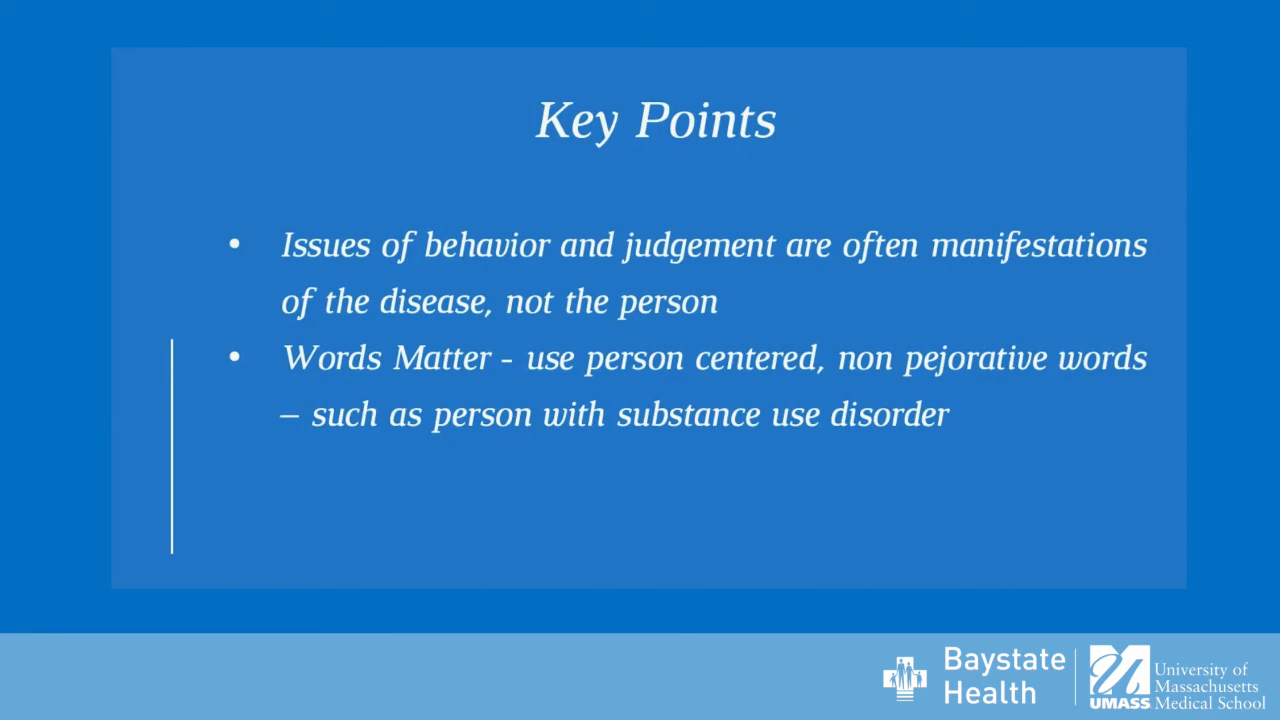 Key Points
• Issues of behavior and judgement are often manifestations
of the disease, not the person
• Words Matter - use person centered, non pejorative words
– such as person with substance use disorder
Baystate
Health
UMASS
University of
Massachusetts
Medical School